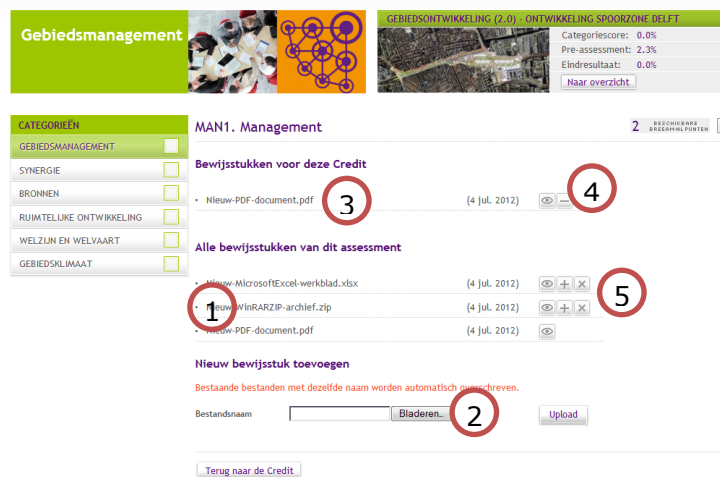 Gebiedsmanagement
GEBIEDSONTWIKKELING (2.0) - ONTWIKKELING SPOORZONE DELFT
Categoriescore: 0.0%
Pre-assessment: 2.3%
Eindresultaat: 0.0%
Naar overzicht
CATEGORIEËN
GEBIEDSMANAGEMENT
SYNERGIE
BRONNEN
RUIMTELIJKE ONTWIKKELING
WELZIJN EN WELVAART
GEBIEDSKLIMAAT
MAN1. Management
2 BESCHIKBARE
BREEAM-NL PUNTEN
Bewijsstukken voor deze Credit
• Nieuw-PDF-document.pdf 3 (4 jul. 2012) 4
Alle bewijsstukken van dit assessment
• Nieuw-MicrosoftExcel-werkblad.xlsx (4 jul. 2012) 5
• Nieuw-WinRARZIP-archief.zip (4 jul. 2012)
1
• Nieuw-PDF-document.pdf (4 jul. 2012)
Nieuw bewijsstuk toevoegen
Bestaande bestanden met dezelfde naam worden automatisch overschreven.
Bestandsnaam Bladeren... 2 Upload
Terug naar de Credit